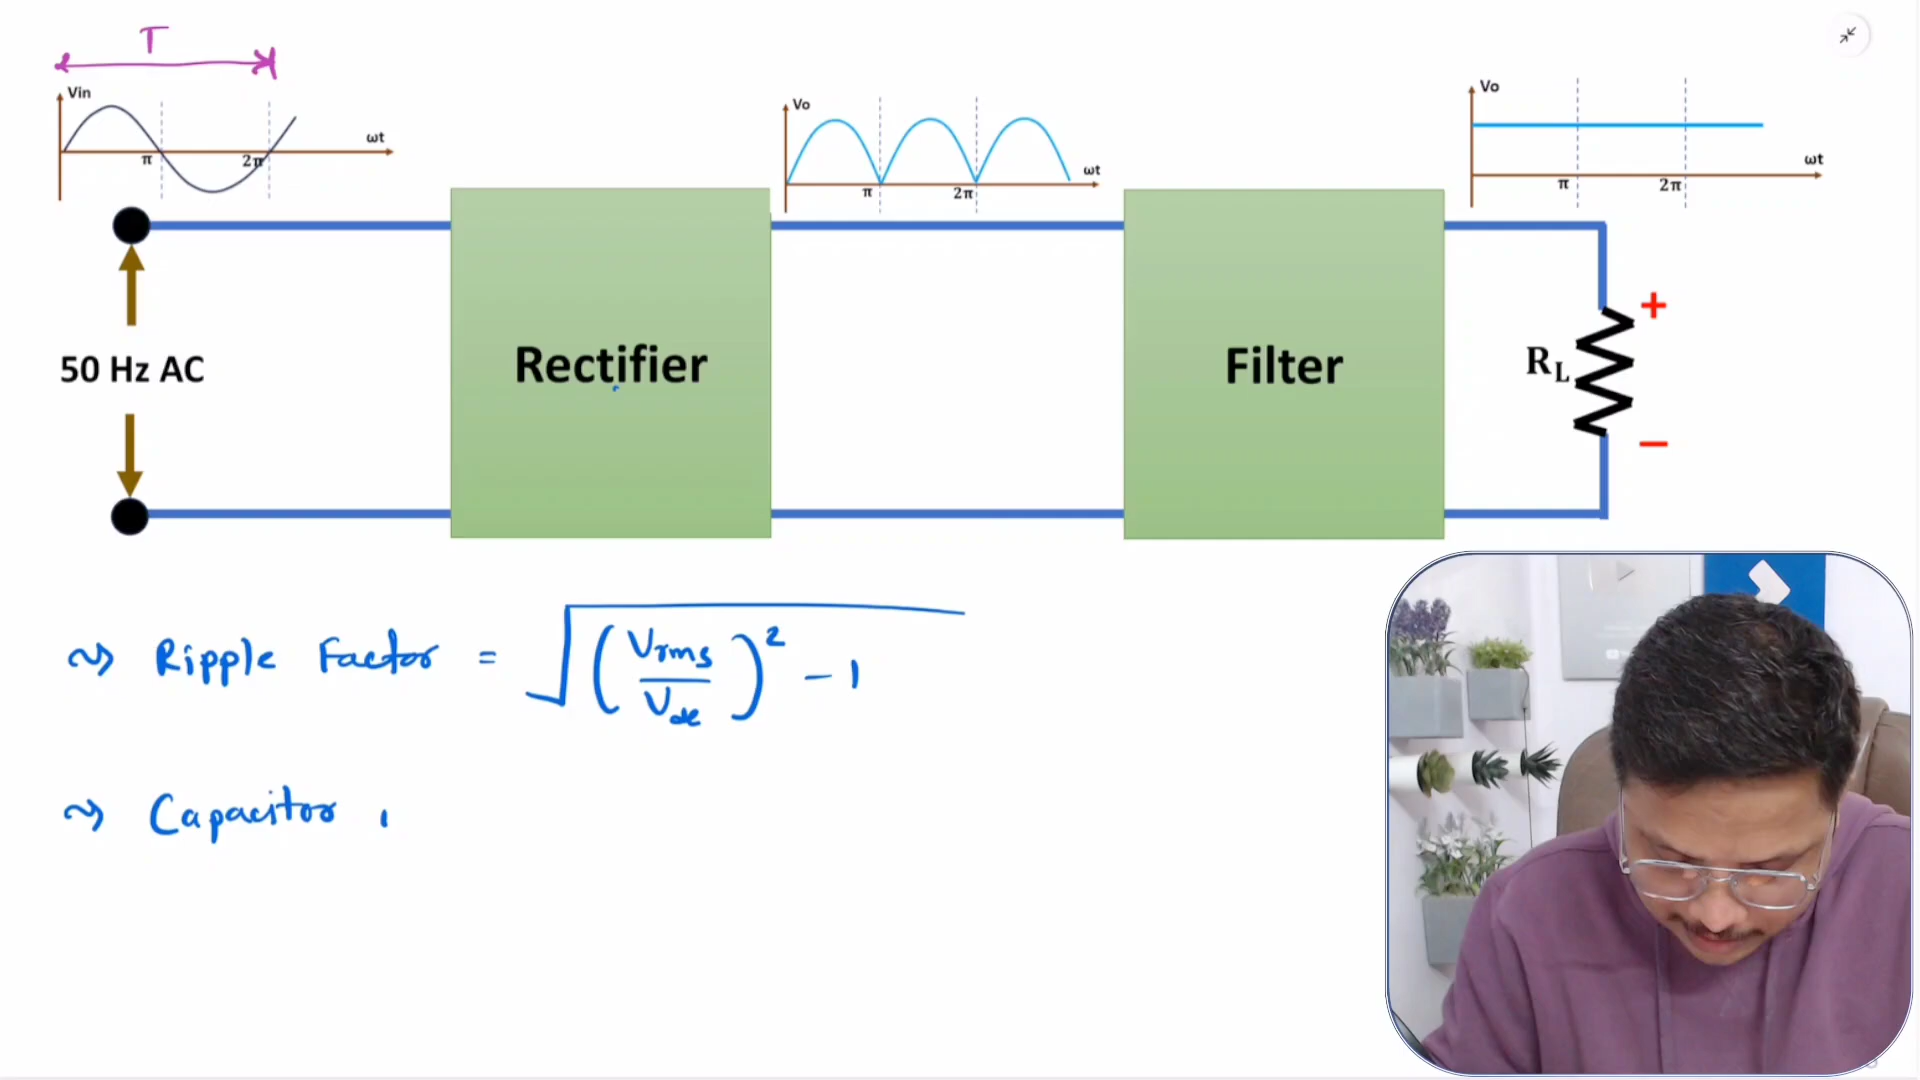 T
Vin
ωt
π
2π
Vo
ωt
π
2π
Vo
ωt
π
2π
50 Hz AC
Rectifier
Filter
R_L
+
−
~> Ripple Factor = √((Vrms/Vdc)² − 1)
~> Capacitor ,